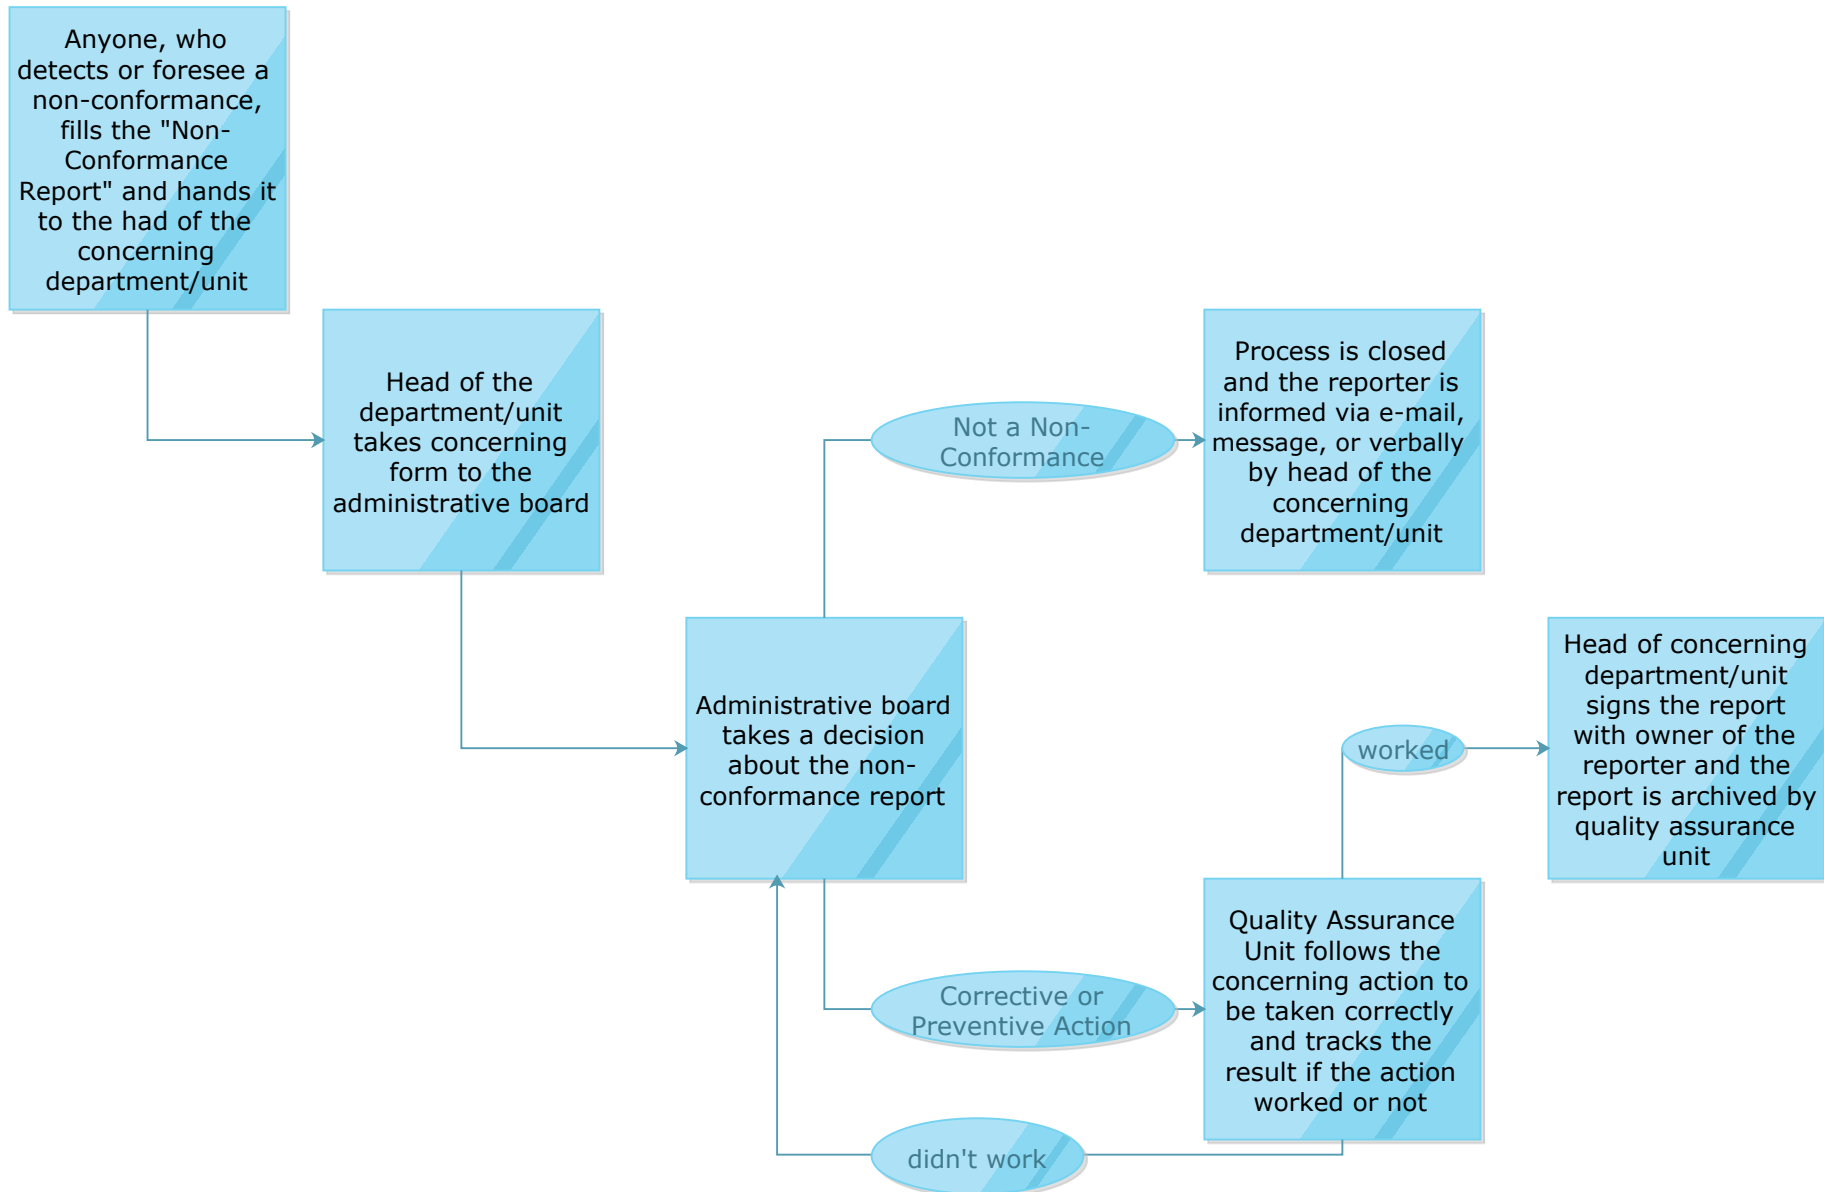 Anyone, who
detects or foresee a
non-conformance,
fills the "Non-
Conformance
Report" and hands it
to the had of the
concerning
department/unit
Head of the
department/unit
takes concerning
form to the
administrative board
Administrative board
takes a decision
about the non-
conformance report
Not a Non-
Conformance
Process is closed
and the reporter is
informed via e-mail,
message, or verbally
by head of the
concerning
department/unit
Corrective or
Preventive Action
Quality Assurance
Unit follows the
concerning action to
be taken correctly
and tracks the
result if the action
worked or not
worked
Head of concerning
department/unit
signs the report
with owner of the
reporter and the
report is archived by
quality assurance
unit
didn't work